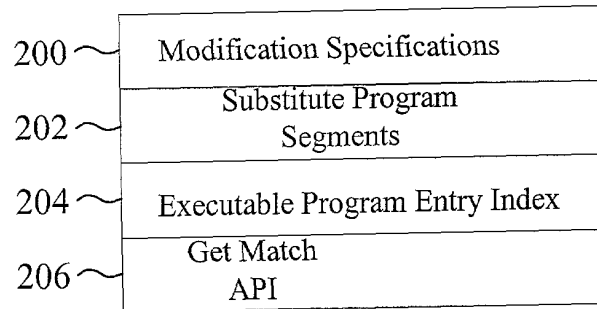 200 Modification Specifications
202 Substitute Program
Segments
204 Executable Program Entry Index
206 Get Match
API